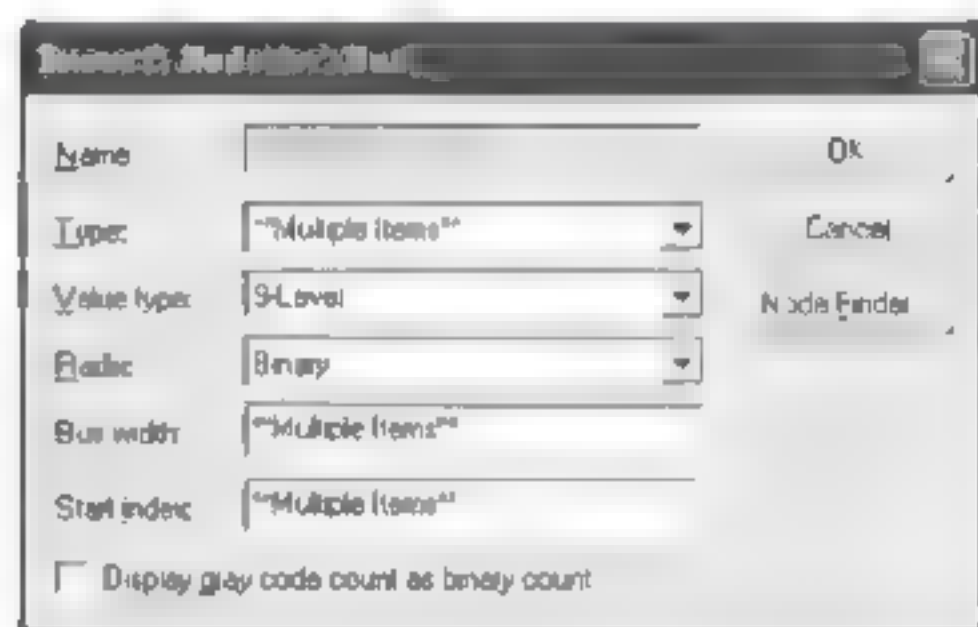 Name
OK
Type: **Multiple Items**
Cancel
Value type: 9-Level
Node Finder
Radix: Binary
Bus width: **Multiple Items**
Start index: **Multiple Items**
Display gray code count as binary count